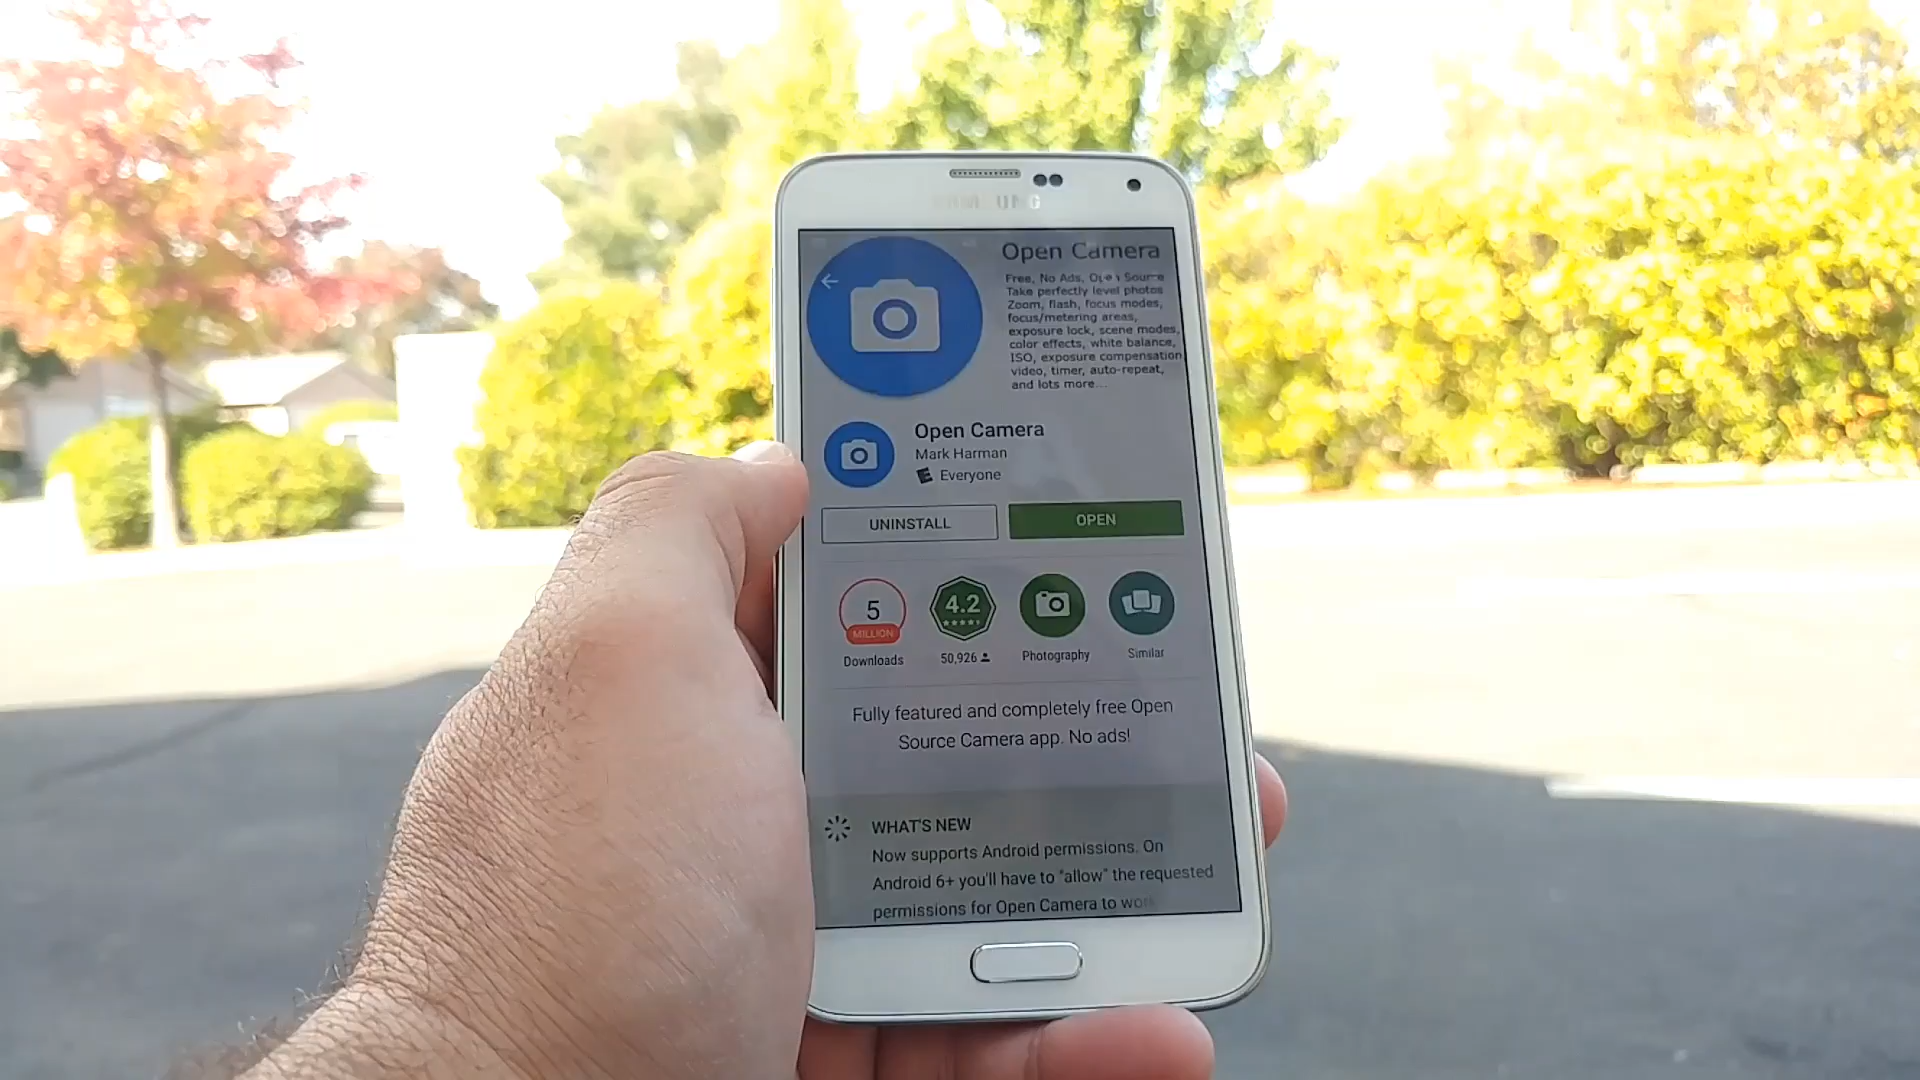 SAMSUNG
Open Camera
Free, No Ads, Open Source
Take perfectly level photos
Zoom, flash, focus modes,
focus/metering areas,
exposure lock, scene modes,
color effects, white balance,
ISO, exposure compensation
video, timer, auto-repeat,
and lots more...
Open Camera
Mark Harman
E Everyone
UNINSTALL
OPEN
5
MILLION
Downloads
4.2
50,926
Photography
Similar
Fully featured and completely free Open
Source Camera app. No ads!
WHAT'S NEW
Now supports Android permissions. On
Android 6+ you'll have to "allow" the requested
permissions for Open Camera to work